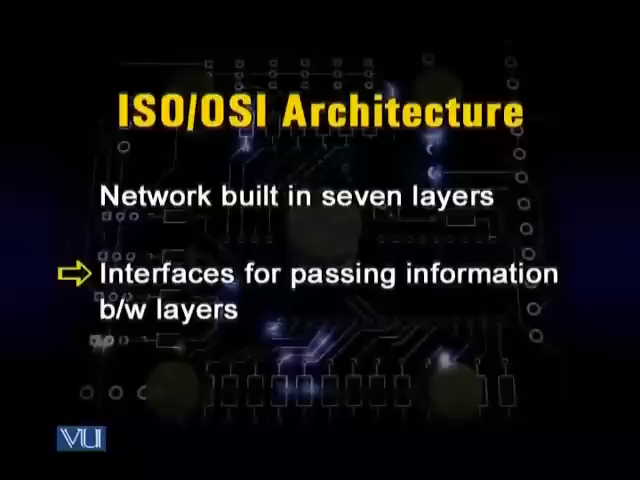 ISO/OSI Architecture
Network built in seven layers
Interfaces for passing information
b/w layers
VU